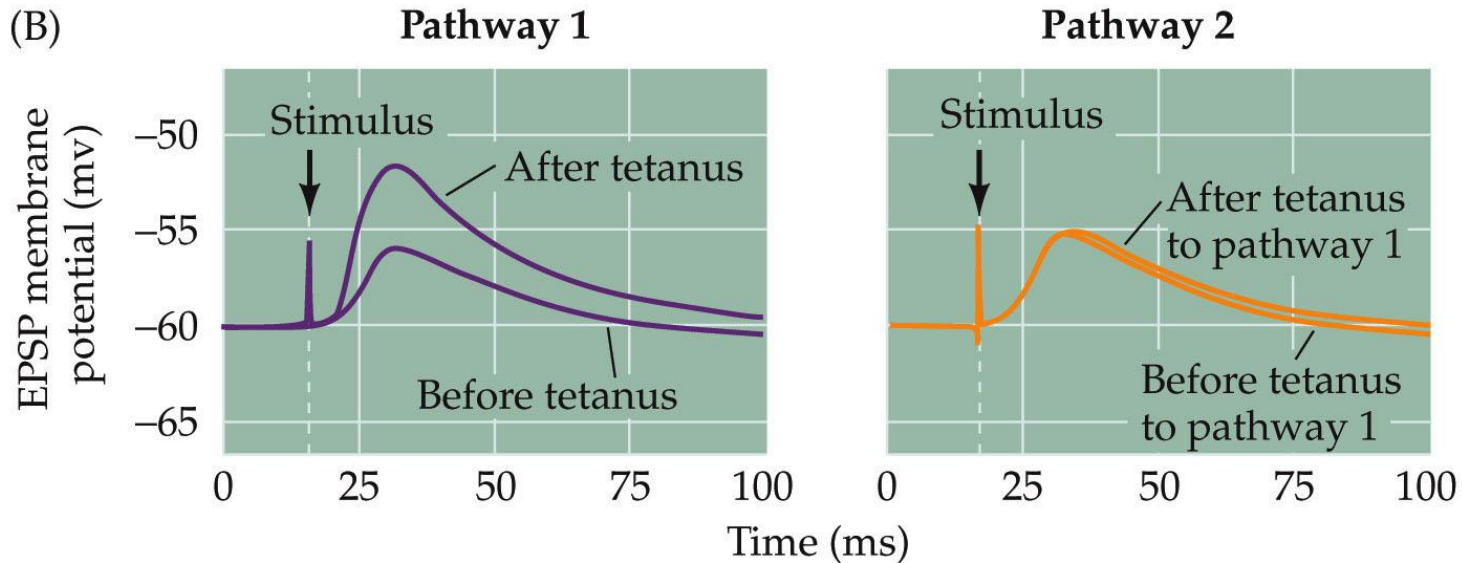 (B)
Pathway 1
Pathway 2
EPSP membrane
potential (mv)
–50
–55
–60
–65
Stimulus
After tetanus
Before tetanus
0 25 50 75 100
Stimulus
After tetanus
to pathway 1
Before tetanus
to pathway 1
0 25 50 75 100
Time (ms)